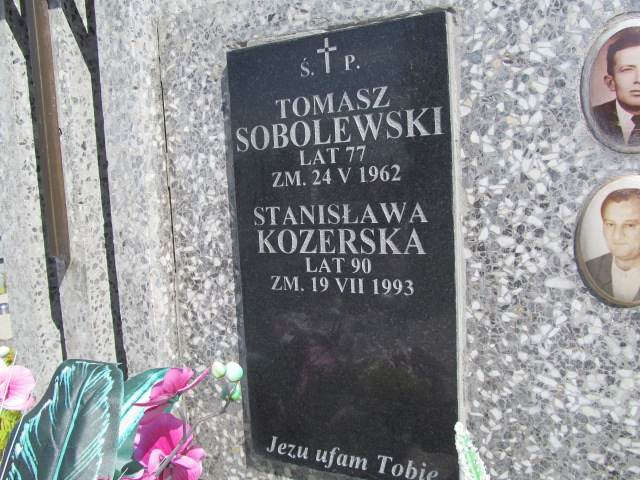 Ś. P.
TOMASZ
SOBOLEWSKI
LAT 77
ZM. 24 V 1962
STANISŁAWA
KOZERSKA
LAT 90
ZM. 19 VII 1993
Jezu ufam Tobie